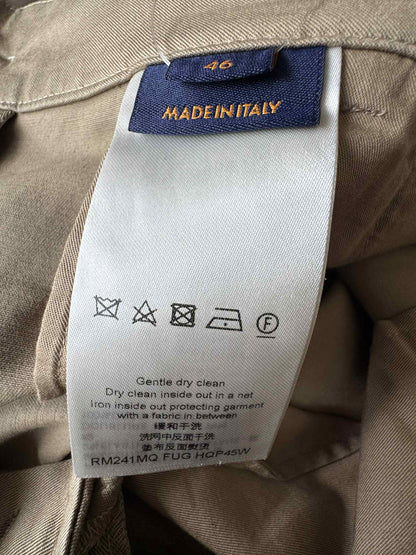 46
MADE IN ITALY
F
Gentle dry clean
Dry clean inside out in a net
Iron inside out protecting garment
with a fabric in between
緩和干洗
洗网中反面干洗
垫布反面熨烫
RM241MQ FUG HQP45W